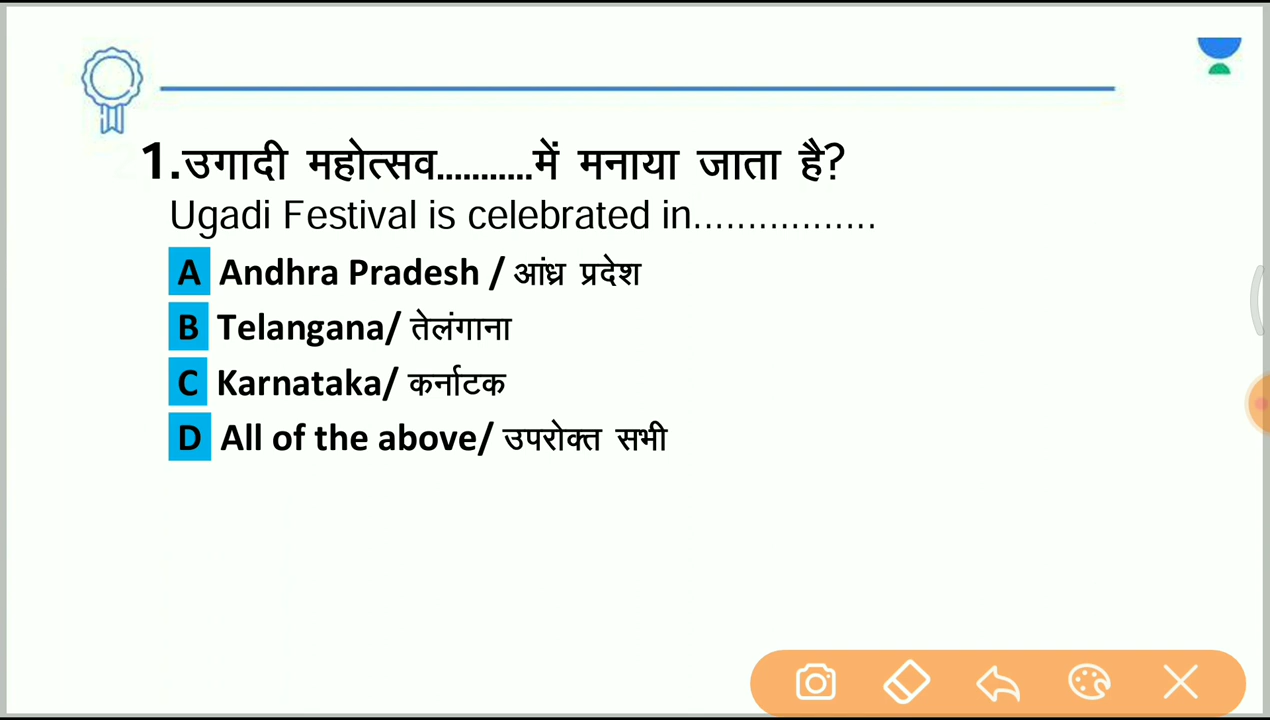 1.उगादी महोत्सव...........में मनाया जाता है?
Ugadi Festival is celebrated in.................
A Andhra Pradesh / आंध्र प्रदेश
B Telangana/ तेलंगाना
C Karnataka/ कर्नाटक
D All of the above/ उपरोक्त सभी